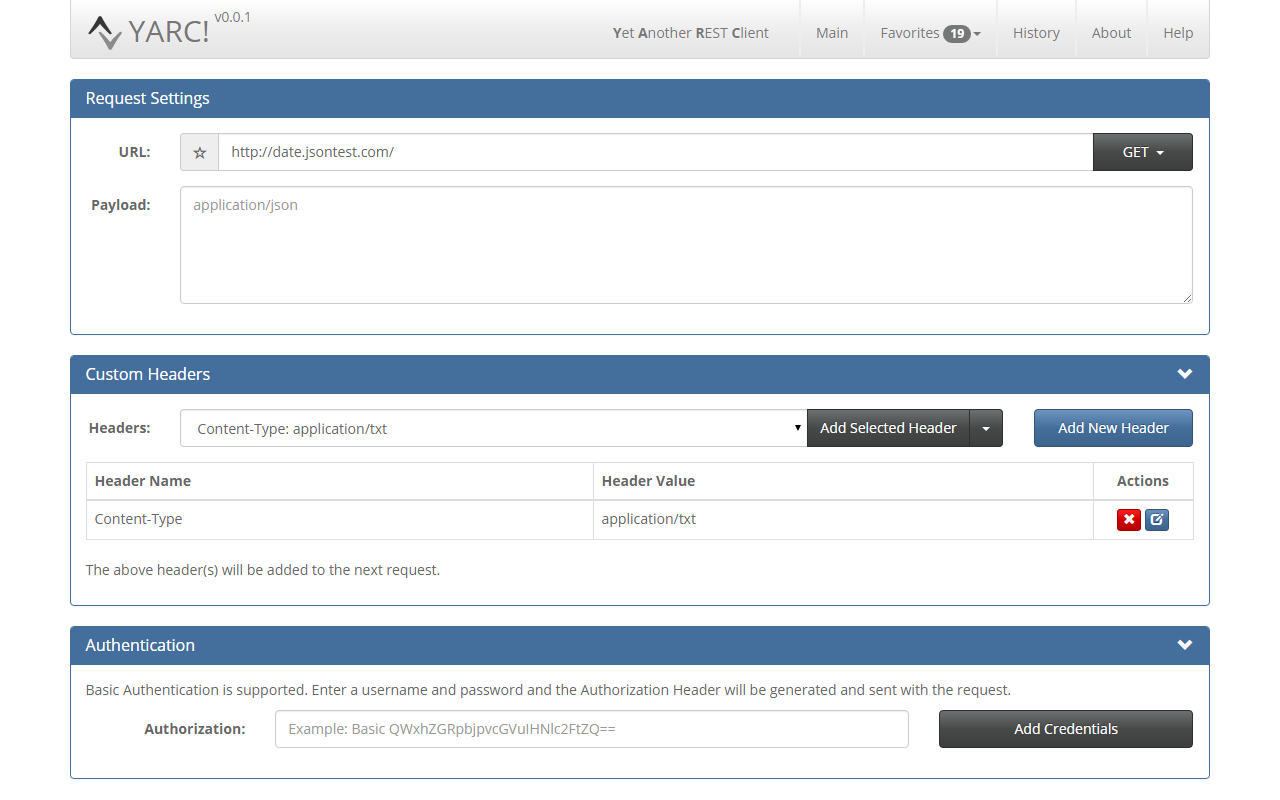 YARC! v0.0.1
Yet Another REST Client Main Favorites 19 History About Help
Request Settings
URL: http://date.jsontest.com/ GET
Payload: application/json
Custom Headers
Headers: Content-Type: application/txt Add Selected Header Add New Header
Header Name Header Value Actions
Content-Type application/txt
The above header(s) will be added to the next request.
Authentication
Basic Authentication is supported. Enter a username and password and the Authorization Header will be generated and sent with the request.
Authorization: Example: Basic QWxhZGRpbjpvcGVuIHNlc2FtZQ== Add Credentials